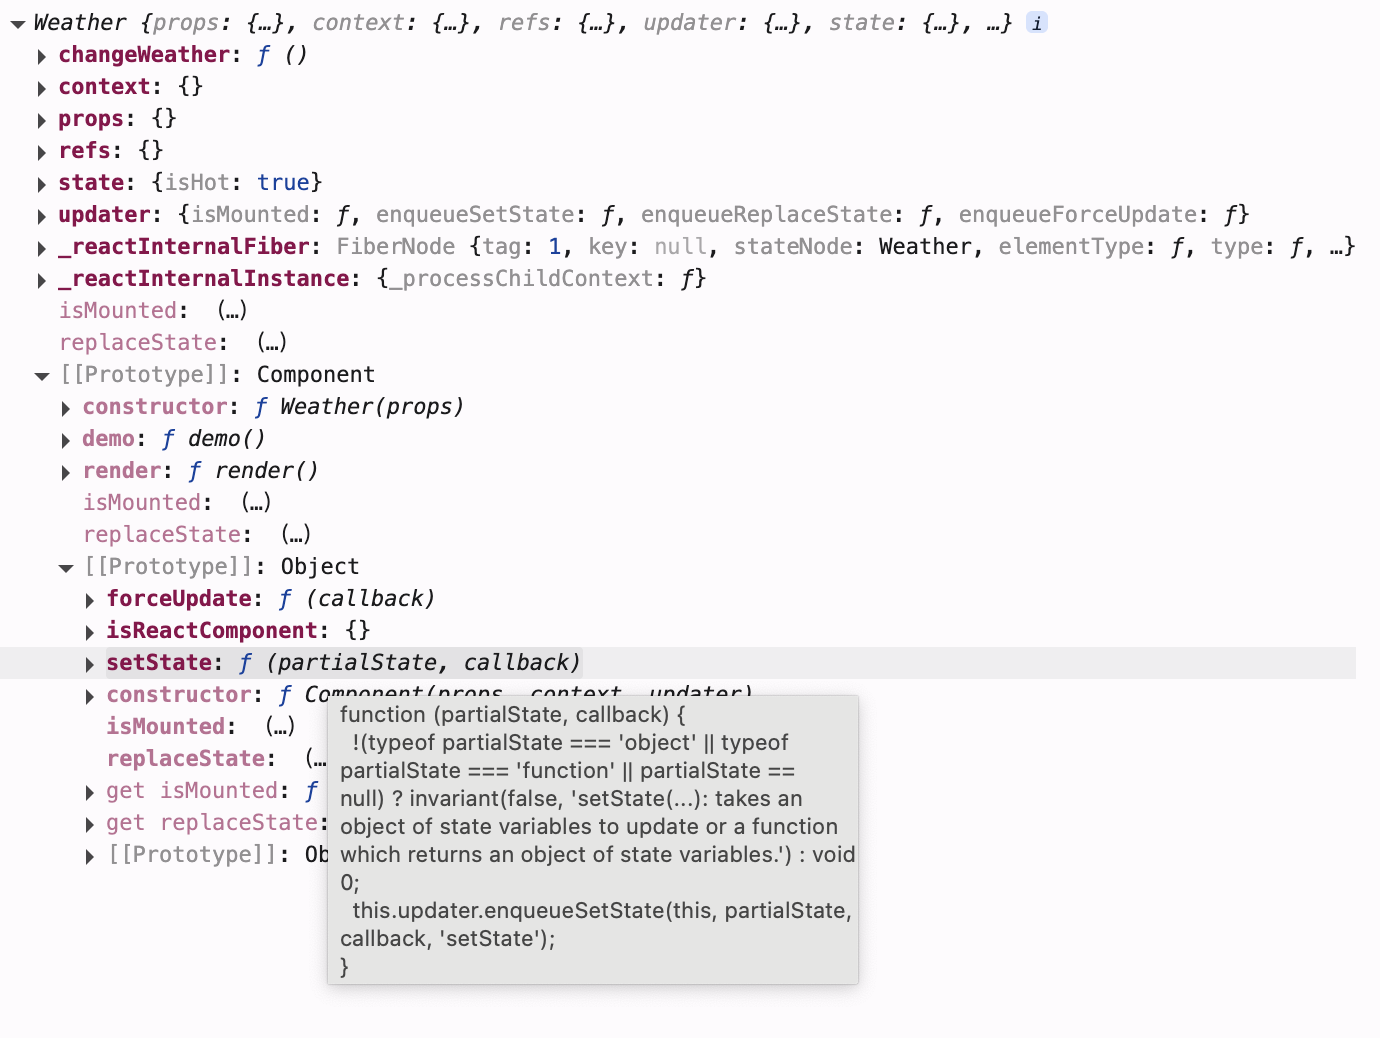 Weather {props: {…}, context: {…}, refs: {…}, updater: {…}, state: {…}, …} i
changeWeather: ƒ ()
context: {}
props: {}
refs: {}
state: {isHot: true}
updater: {isMounted: ƒ, enqueueSetState: ƒ, enqueueReplaceState: ƒ, enqueueForceUpdate: ƒ}
_reactInternalFiber: FiberNode {tag: 1, key: null, stateNode: Weather, elementType: ƒ, type: ƒ, …}
_reactInternalInstance: {_processChildContext: ƒ}
isMounted: (…)
replaceState: (…)
[[Prototype]]: Component
constructor: ƒ Weather(props)
demo: ƒ demo()
render: ƒ render()
isMounted: (…)
replaceState: (…)
[[Prototype]]: Object
forceUpdate: ƒ (callback)
isReactComponent: {}
setState: ƒ (partialState, callback)
constructor: ƒ Component(props, context, updater)
isMounted: (…)
replaceState: (…
get isMounted: ƒ
get replaceState:
[[Prototype]]: Ob
function (partialState, callback) {
!(typeof partialState === 'object' || typeof
partialState === 'function' || partialState ==
null) ? invariant(false, 'setState(...): takes an
object of state variables to update or a function
which returns an object of state variables.') : void
0;
this.updater.enqueueSetState(this, partialState,
callback, 'setState');
}